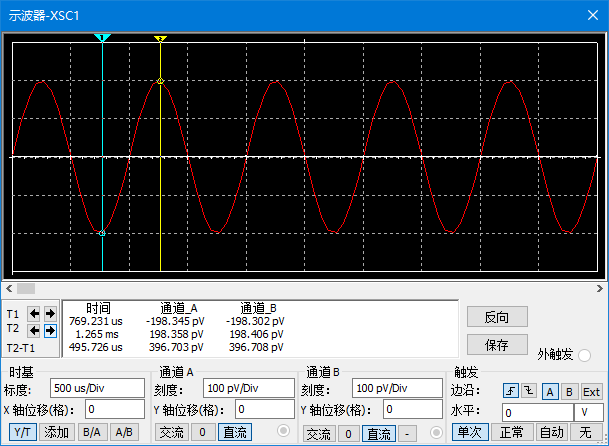 示波器-XSC1
1
2
时间 通道_A 通道_B
T1 769.231 us -198.345 pV -198.302 pV
T2 1.265 ms 198.358 pV 198.406 pV
T2-T1 495.726 us 396.703 pV 396.708 pV
反向
保存
外触发
时基 通道 A 通道 B 触发
标度: 500 us/Div 刻度: 100 pV/Div 刻度: 100 pV/Div 边沿: A B Ext
X 轴位移(格): 0 Y 轴位移(格): 0 Y 轴位移(格): 0 水平: 0 V
Y/T 添加 B/A A/B 交流 0 直流 交流 0 直流 - 单次 正常 自动 无